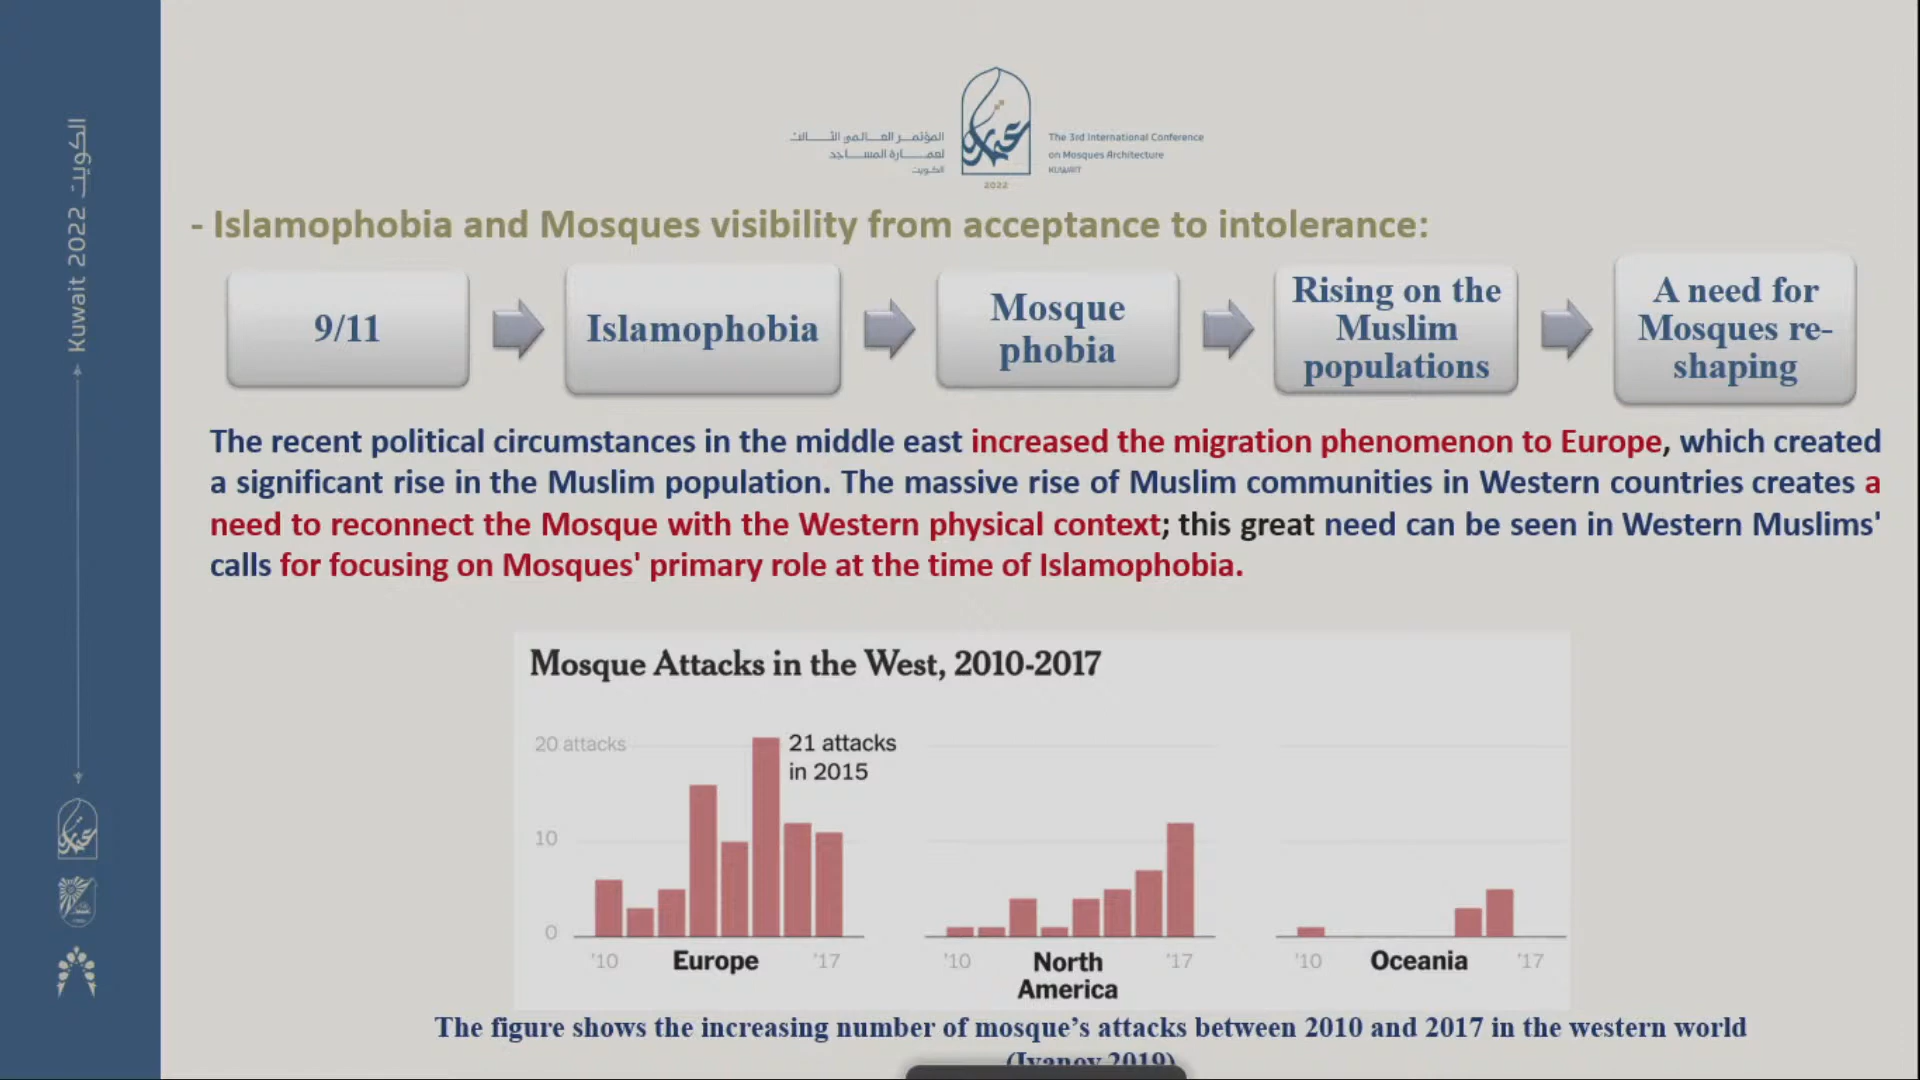 المؤتمر العالمي الثالث
لعمارة المساجد
الكويت
2022
The 3rd International Conference
on Mosques Architecture
KUWAIT
Kuwait 2022 الكويت
- Islamophobia and Mosques visibility from acceptance to intolerance:
9/11
Islamophobia
Mosque
phobia
Rising on the
Muslim
populations
A need for
Mosques re-
shaping
The recent political circumstances in the middle east increased the migration phenomenon to Europe, which created
a significant rise in the Muslim population. The massive rise of Muslim communities in Western countries creates a
need to reconnect the Mosque with the Western physical context; this great need can be seen in Western Muslims'
calls for focusing on Mosques' primary role at the time of Islamophobia.
Mosque Attacks in the West, 2010-2017
20 attacks
21 attacks
in 2015
10
0
'10
Europe
'17
'10
North
America
'17
'10
Oceania
'17
The figure shows the increasing number of mosque’s attacks between 2010 and 2017 in the western world
(Ivanov 2019)